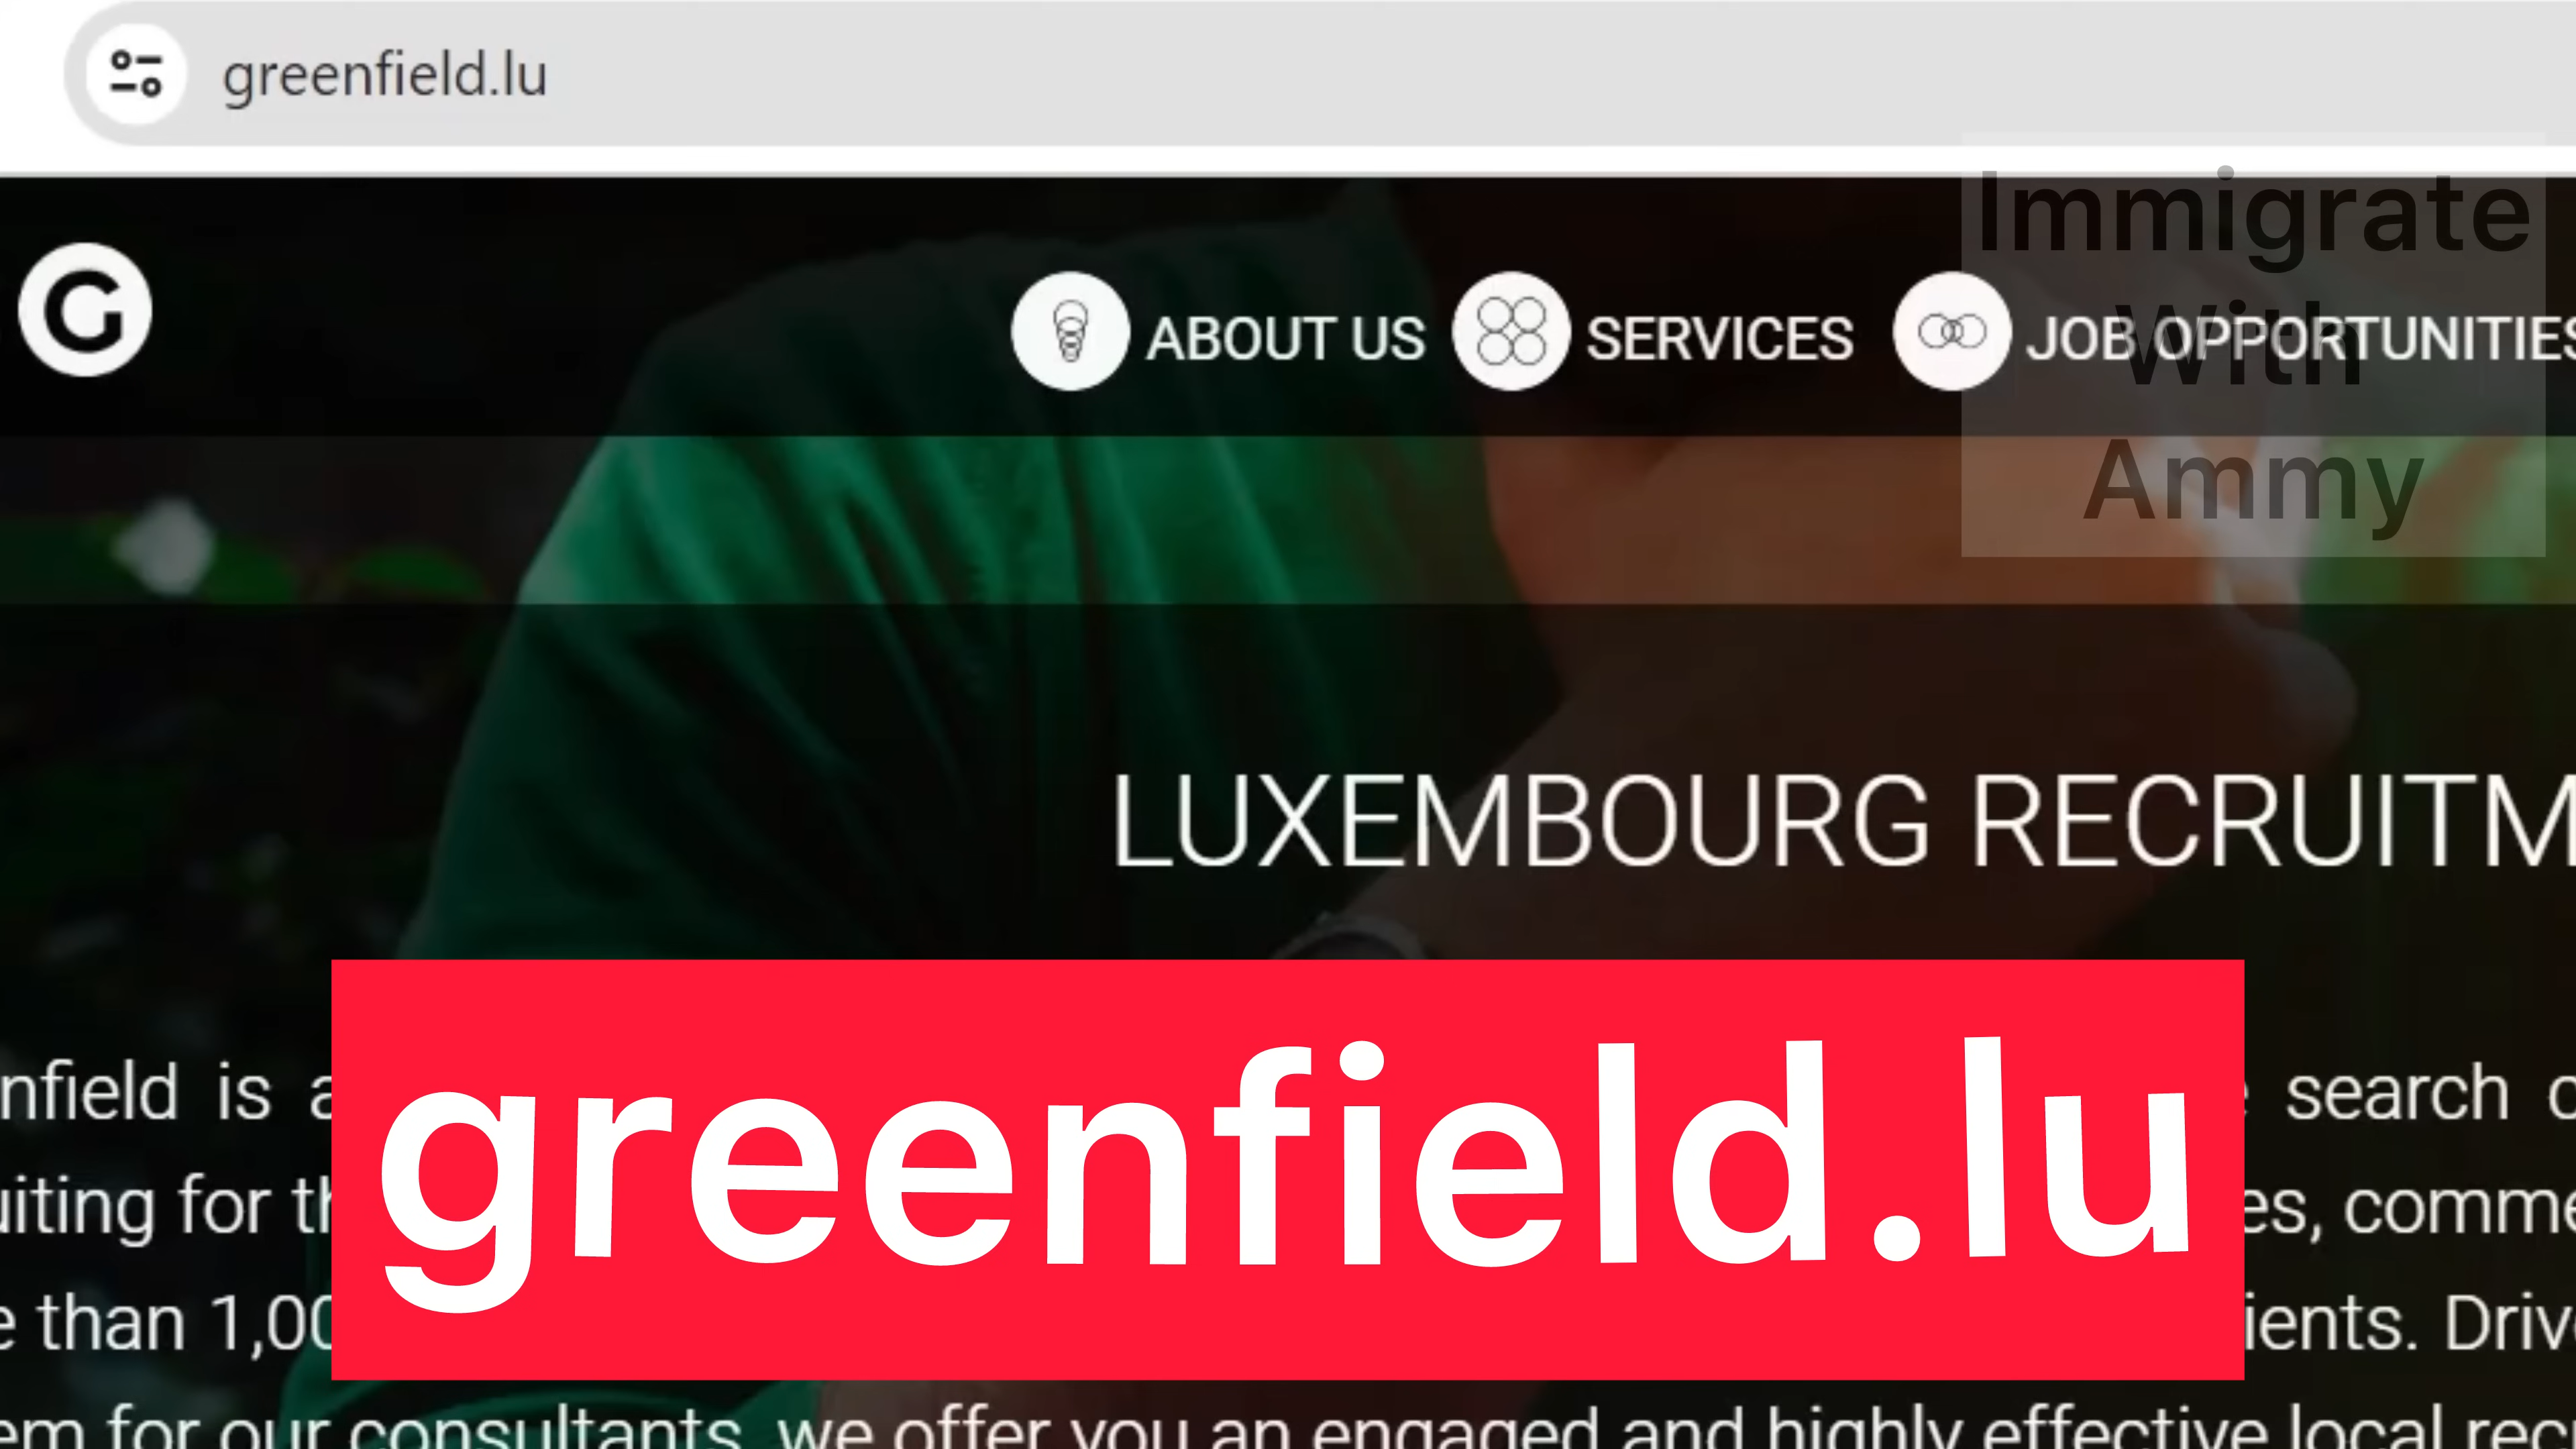 greenfield.lu
Immigrate
With
Ammy
G
ABOUT US
SERVICES
JOB OPPORTUNITIES
LUXEMBOURG RECRUITM
greenfield.lu
nfield is a
search
uiting for th
es, comme
e than 1,00
ients. Driv
em for our consultants, we offer you an engaged and highly effective local rec